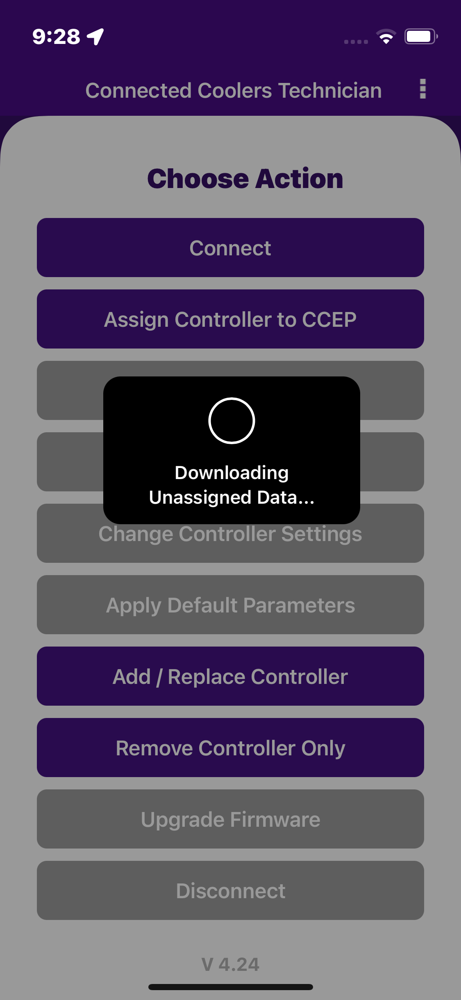 9:28
Connected Coolers Technician
Choose Action
Connect
Assign Controller to CCEP
Downloading
Unassigned Data...
Change Controller Settings
Apply Default Parameters
Add / Replace Controller
Remove Controller Only
Upgrade Firmware
Disconnect
V 4.24